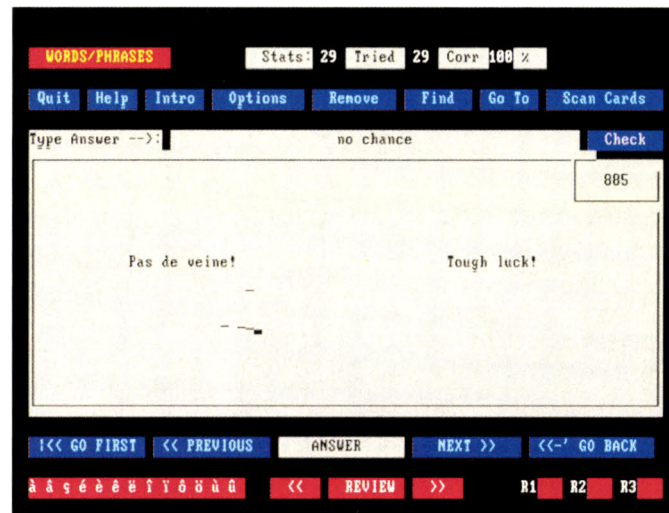 WORDS/PHRASES Stats: 29 Tried 29 Corr 100 %
Quit Help Intro Options Remove Find Go To Scan Cards
Type Answer -->: no chance Check
885
Pas de veine! Tough luck!
|<< GO FIRST << PREVIOUS ANSWER NEXT >> <<-' GO BACK
à â ç é è ê ë î ï ô ö ù û << REVIEW >> R1 R2 R3